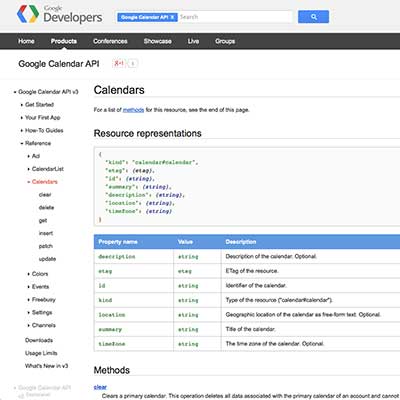 Google
Developers
Google Calendar API X
Search
Home
Products
Conferences
Showcase
Live
Groups
Google Calendar API
Google Calendar API v3
Get Started
Your First App
How-To Guides
Reference
Acl
CalendarList
Calendars
clear
delete
get
insert
patch
update
Colors
Events
Freebusy
Settings
Channels
Downloads
Usage Limits
What's New in v3
Google Calendar API
Calendars
For a list of methods for this resource, see the end of this page.
Resource representations
{
"kind": "calendar#calendar",
"etag": (etag),
"id": (string),
"summary": (string),
"description": (string),
"location": (string),
"timeZone": (string)
}
Property name Value Description
description string Description of the calendar. Optional.
etag etag ETag of the resource.
id string Identifier of the calendar.
kind string Type of the resource ("calendar#calendar").
location string Geographic location of the calendar as free-form text. Optional.
summary string Title of the calendar.
timeZone string The time zone of the calendar. Optional.
Methods
clear
Clears a primary calendar. This operation deletes all data associated with the primary calendar of an account and cannot